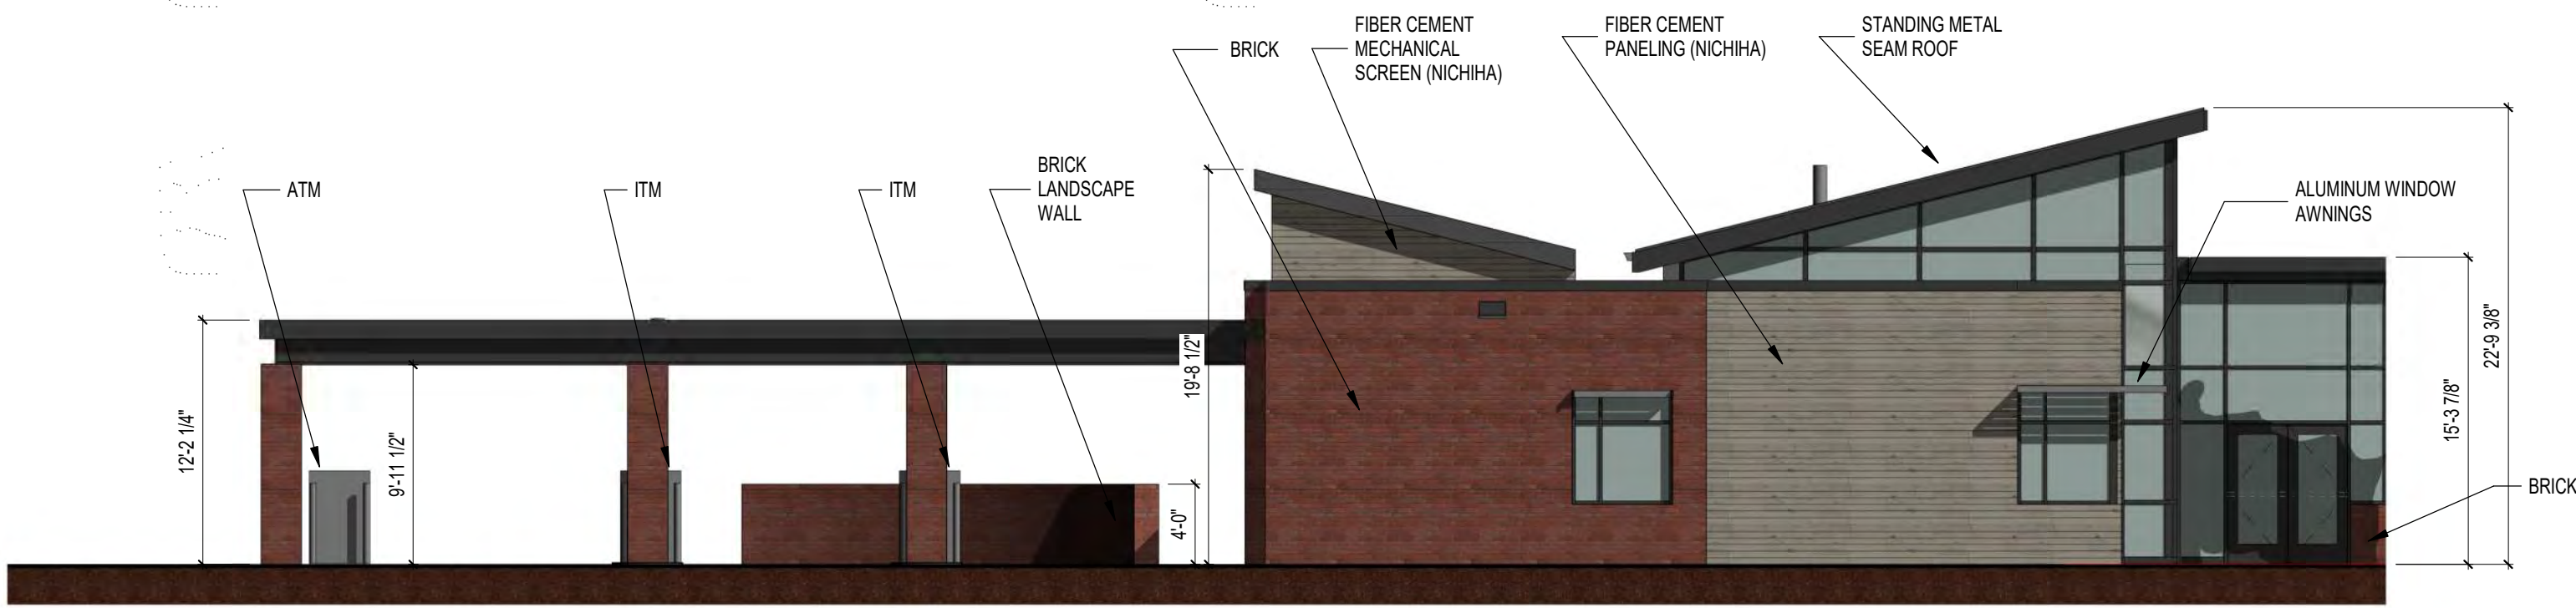 BRICK
FIBER CEMENT
MECHANICAL
SCREEN (NICHIHA)
FIBER CEMENT
PANELING (NICHIHA)
STANDING METAL
SEAM ROOF
ATM
ITM
ITM
BRICK
LANDSCAPE
WALL
ALUMINUM WINDOW
AWNINGS
12'-2 1/4"
9'-11 1/2"
4'-0"
19'-8 1/2"
15'-3 7/8"
22'-9 3/8"
BRICK